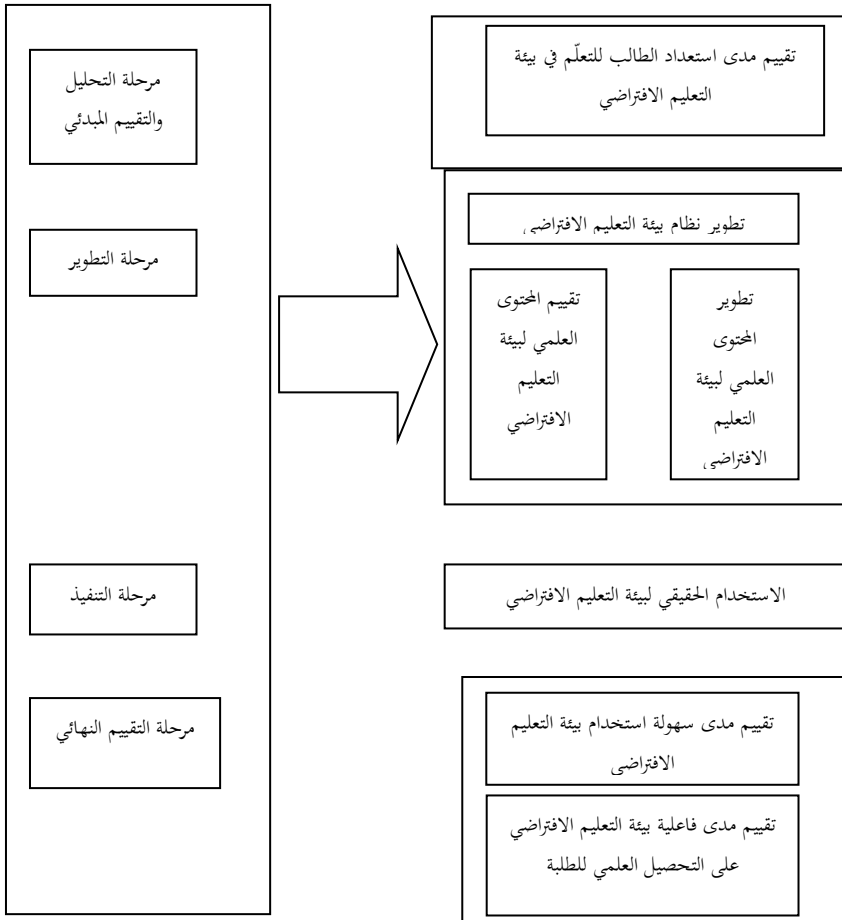 مرحلة التحليل
والتقييم المبدئي
تقييم مدى استعداد الطالب للتعلّم في بيئة
التعليم الافتراضي
مرحلة التطوير
تطوير نظام بيئة التعليم الافتراضي
تطوير
المحتوى
العلمي لبيئة
التعليم
الافتراضي
تقييم المحتوى
العلمي لبيئة
التعليم
الافتراضي
مرحلة التنفيذ
الاستخدام الحقيقي لبيئة التعليم الافتراضي
مرحلة التقييم النهائي
تقييم مدى سهولة استخدام بيئة التعليم
الافتراضي
تقييم مدى فاعلية بيئة التعليم الافتراضي
على التحصيل العلمي للطلبة